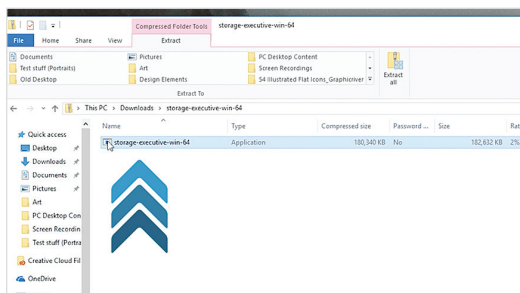 Compressed Folder Tools storage-executive-win-64
File Home Share View Extract
Documents Pictures PC Desktop Content
Test stuff (Portraits) Art Screen Recordings
Old Desktop Design Elements 54 Illustrated Flat Icons_Graphicriver
Extract all
Extract To
This PC > Downloads > storage-executive-win-64
Name Type Compressed size Password ... Size Rat
Quick access
storage-executive-win-64 Application 180,340 KB No 182,632 KB 2%
Desktop
Downloads
Documents
Pictures
Art
PC Desktop Con
Screen Recordin
Test stuff (Portra
Creative Cloud Fil
OneDrive